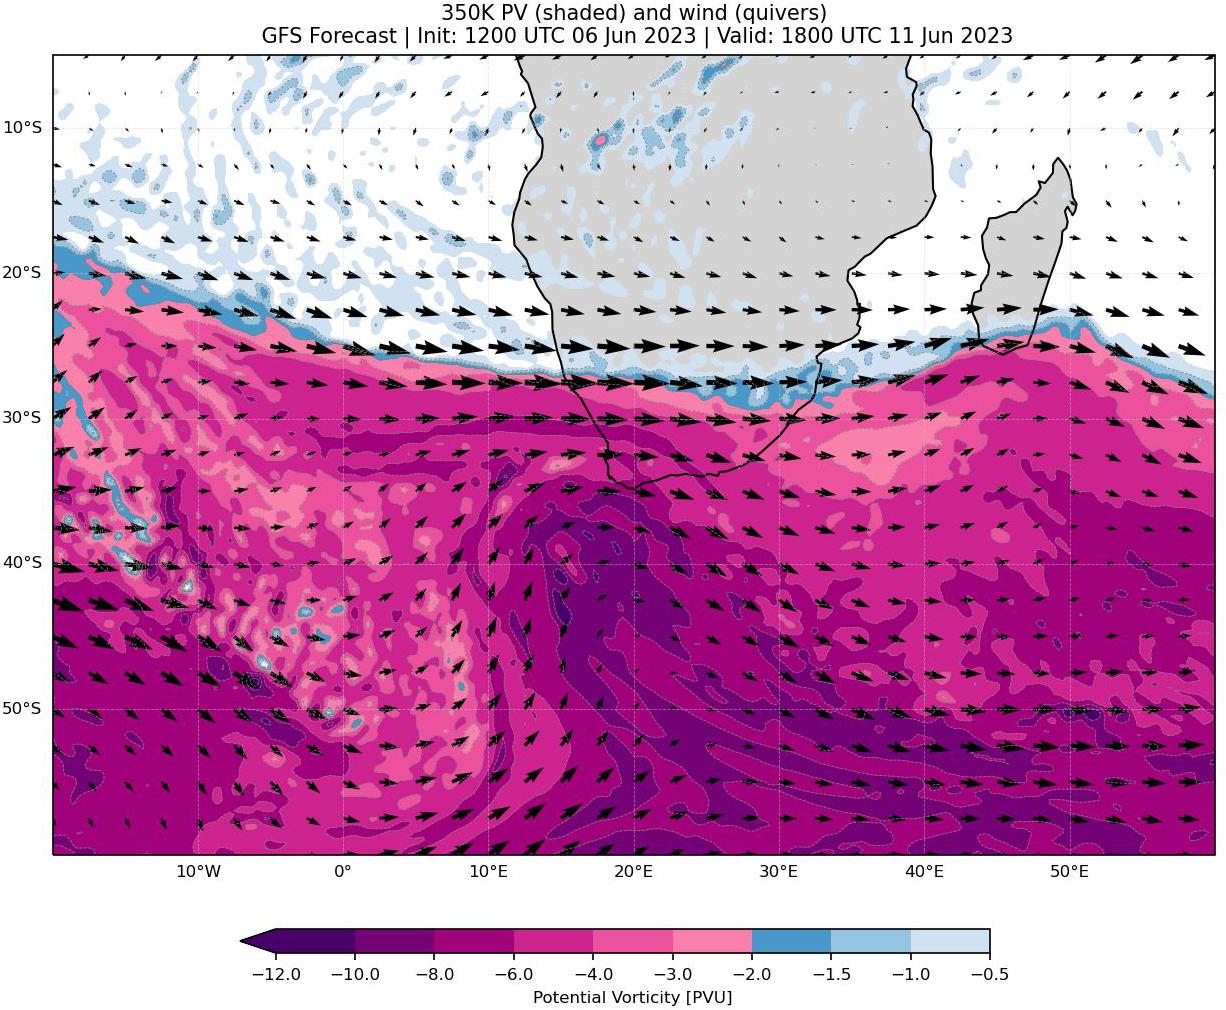 350K PV (shaded) and wind (quivers)
GFS Forecast | Init: 1200 UTC 06 Jun 2023 | Valid: 1800 UTC 11 Jun 2023
10°S
20°S
30°S
40°S
50°S
10°W 0° 10°E 20°E 30°E 40°E 50°E
−12.0 −10.0 −8.0 −6.0 −4.0 −3.0 −2.0 −1.5 −1.0 −0.5
Potential Vorticity [PVU]